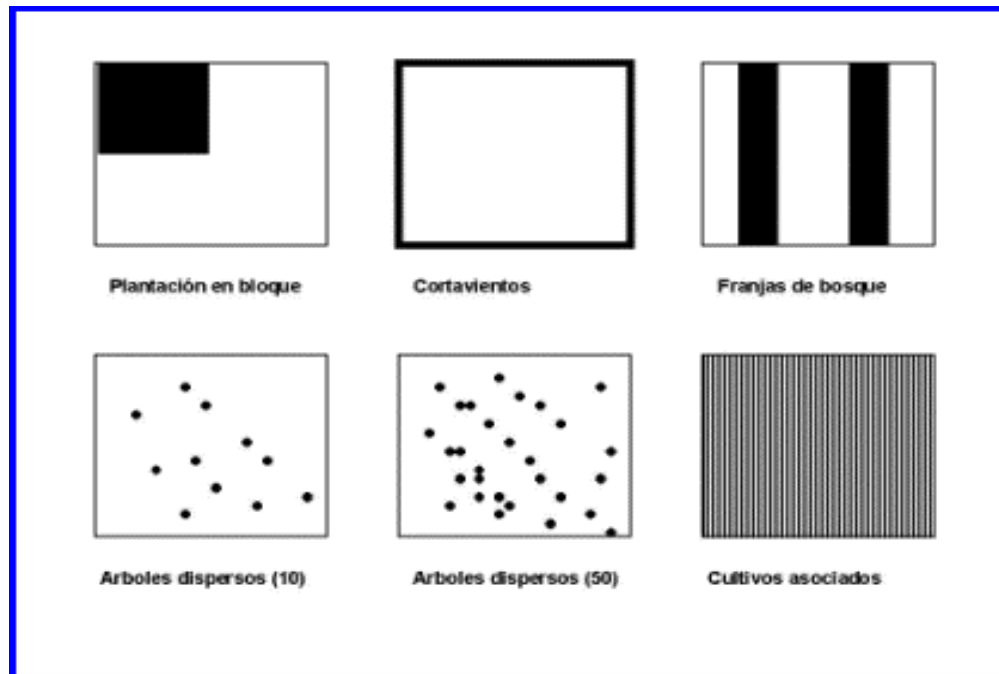 Plantación en bloque
Cortavientos
Franjas de bosque
Arboles dispersos (10)
Arboles dispersos (50)
Cultivos asociados